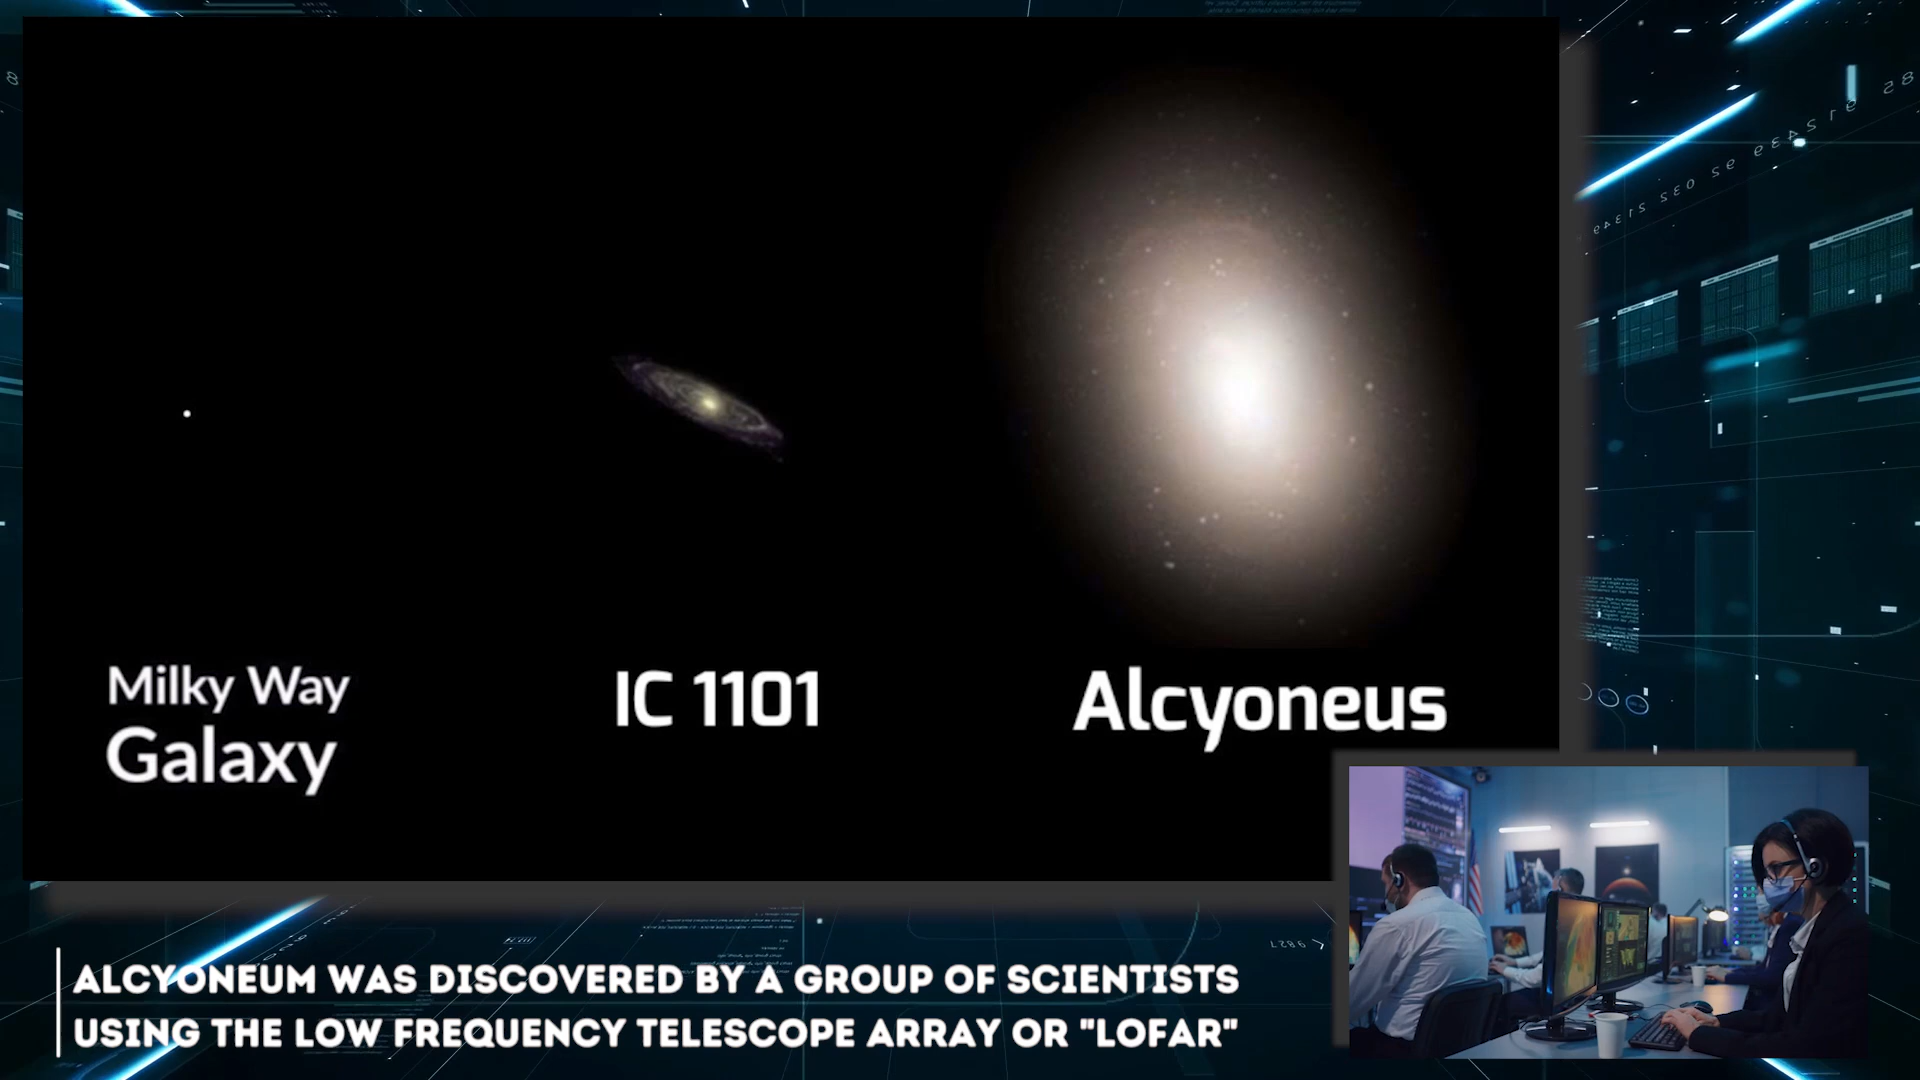 Milky Way
Galaxy
IC 1101
Alcyoneus
ALCYONEUM WAS DISCOVERED BY A GROUP OF SCIENTISTS
USING THE LOW FREQUENCY TELESCOPE ARRAY OR "LOFAR"